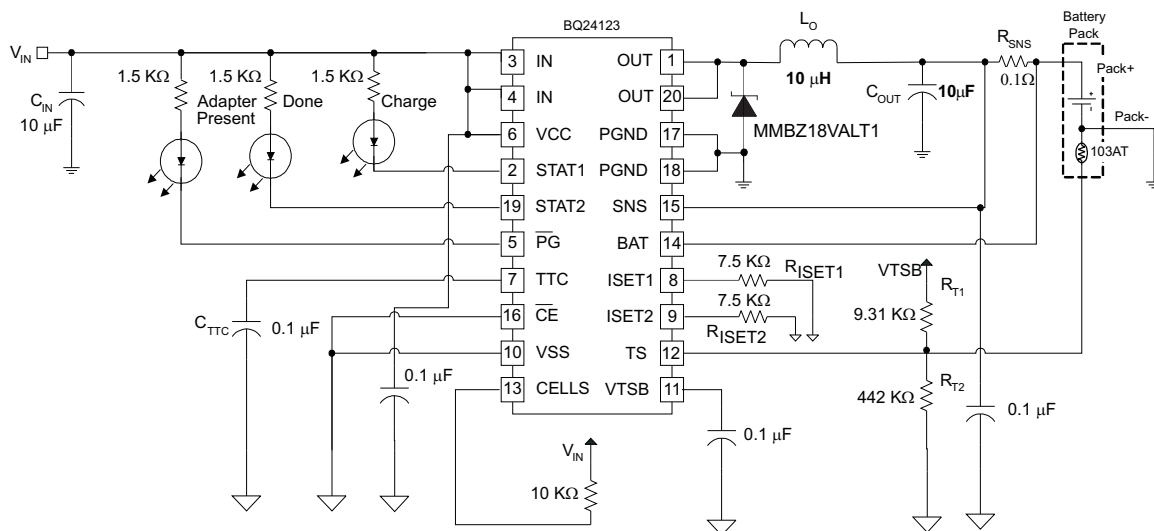 BQ24123
V_IN
C_IN
10 μF
1.5 KΩ
Adapter
Present
1.5 KΩ
Done
1.5 KΩ
Charge
3 IN
4 IN
6 VCC
2 STAT1
19 STAT2
5 P̅G̅
7 TTC
16 C̅E̅
10 VSS
13 CELLS
OUT 1
OUT 20
PGND 17
PGND 18
SNS 15
BAT 14
ISET1 8
ISET2 9
TS 12
VTSB 11
L_O
10 μH
MMBZ18VALT1
C_OUT
10μF
R_SNS
0.1Ω
Battery
Pack
Pack+
+
-
Pack-
103AT
7.5 KΩ
R_ISET1
7.5 KΩ
R_ISET2
VTSB
R_T1
9.31 KΩ
R_T2
442 KΩ
0.1 μF
0.1 μF
C_TTC
0.1 μF
0.1 μF
V_IN
10 KΩ